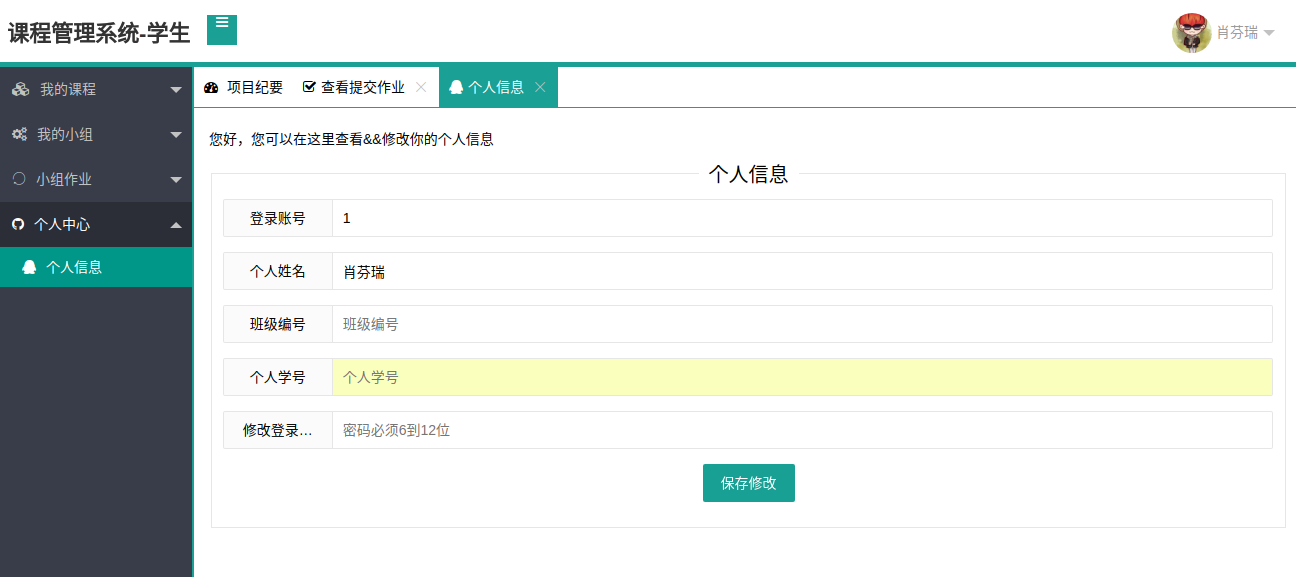 课程管理系统-学生
肖芬瑞
我的课程
我的小组
小组作业
个人中心
个人信息
项目纪要
查看提交作业
个人信息
您好，您可以在这里查看&&修改你的个人信息
个人信息
登录账号 1
个人姓名 肖芬瑞
班级编号 班级编号
个人学号 个人学号
修改登录... 密码必须6到12位
保存修改